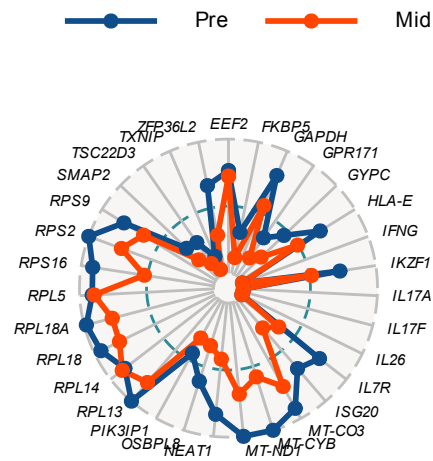 Pre Mid
EEF2
FKBP5
GAPDH
GPR171
GYPC
HLA-E
IFNG
IKZF1
IL17A
IL17F
IL26
IL7R
ISG20
MT-CO3
MT-CYB
MT-ND1
NEAT1
OSBPL8
PIK3IP1
RPL13
RPL14
RPL18
RPL18A
RPL5
RPS16
RPS2
RPS9
SMAP2
TSC22D3
TXNIP
ZFP36L2